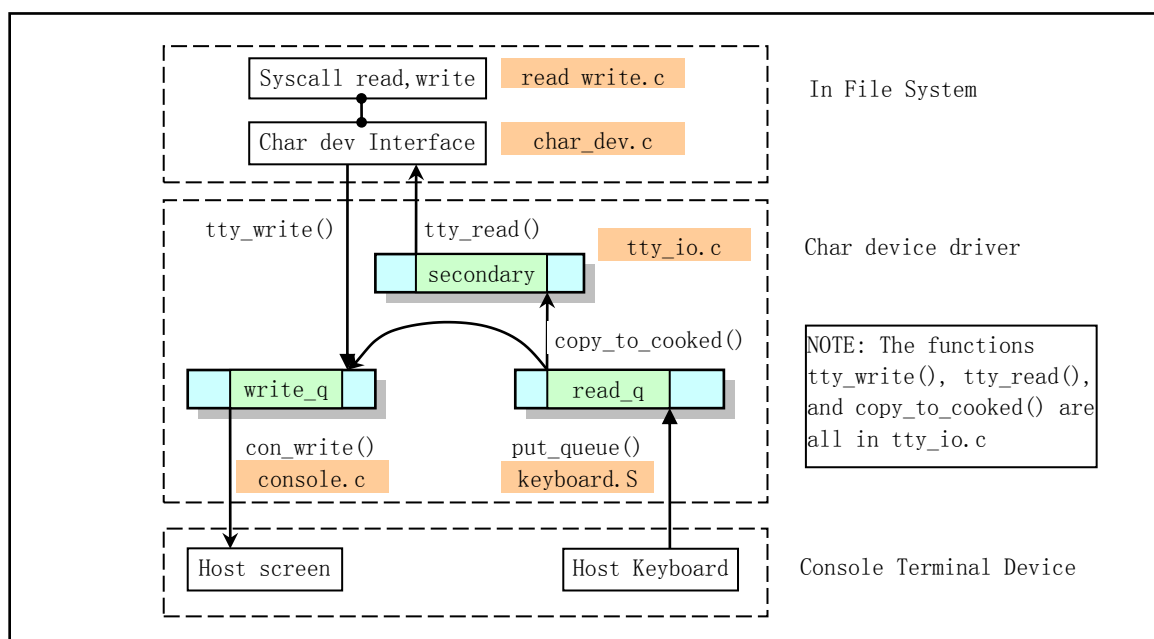 Syscall read,write
read write.c
In File System
Char dev Interface
char_dev.c
tty_write()
tty_read()
tty_io.c
Char device driver
secondary
copy_to_cooked()
NOTE: The functions
tty_write(), tty_read(),
and copy_to_cooked() are
all in tty_io.c
write_q
read_q
con_write()
put_queue()
console.c
keyboard.S
Host screen
Host Keyboard
Console Terminal Device